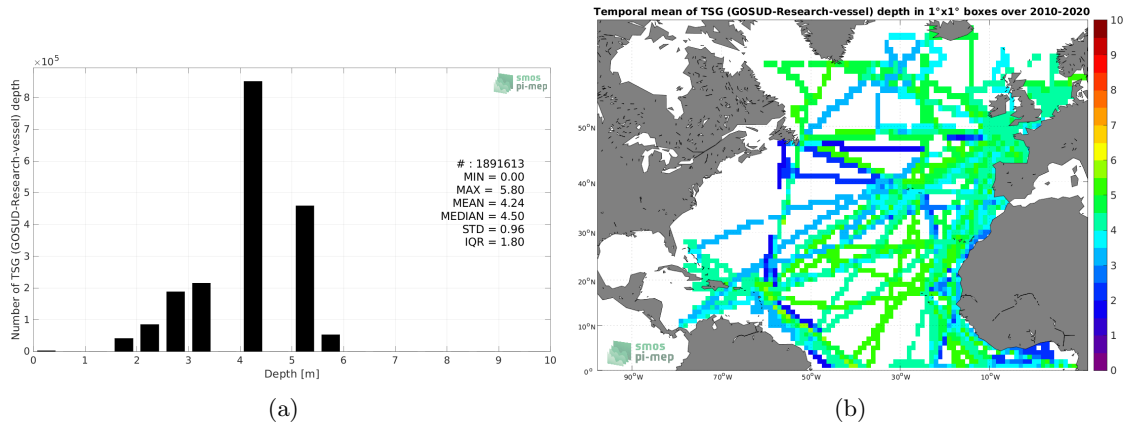 ×10⁵
Number of TSG (GOSUD-Research-vessel) depth
8
7
6
5
4
3
2
1
0
smos
pi-mep
# : 1891613
MIN = 0.00
MAX = 5.80
MEAN = 4.24
MEDIAN = 4.50
STD = 0.96
IQR = 1.80
0 1 2 3 4 5 6 7 8 9 10
Depth [m]
(a)
Temporal mean of TSG (GOSUD-Research-vessel) depth in 1°x1° boxes over 2010-2020
50°N
40°N
30°N
20°N
10°N
0°
90°W 70°W 50°W 30°W 10°W
smos
pi-mep
10
9
8
7
6
5
4
3
2
1
0
(b)